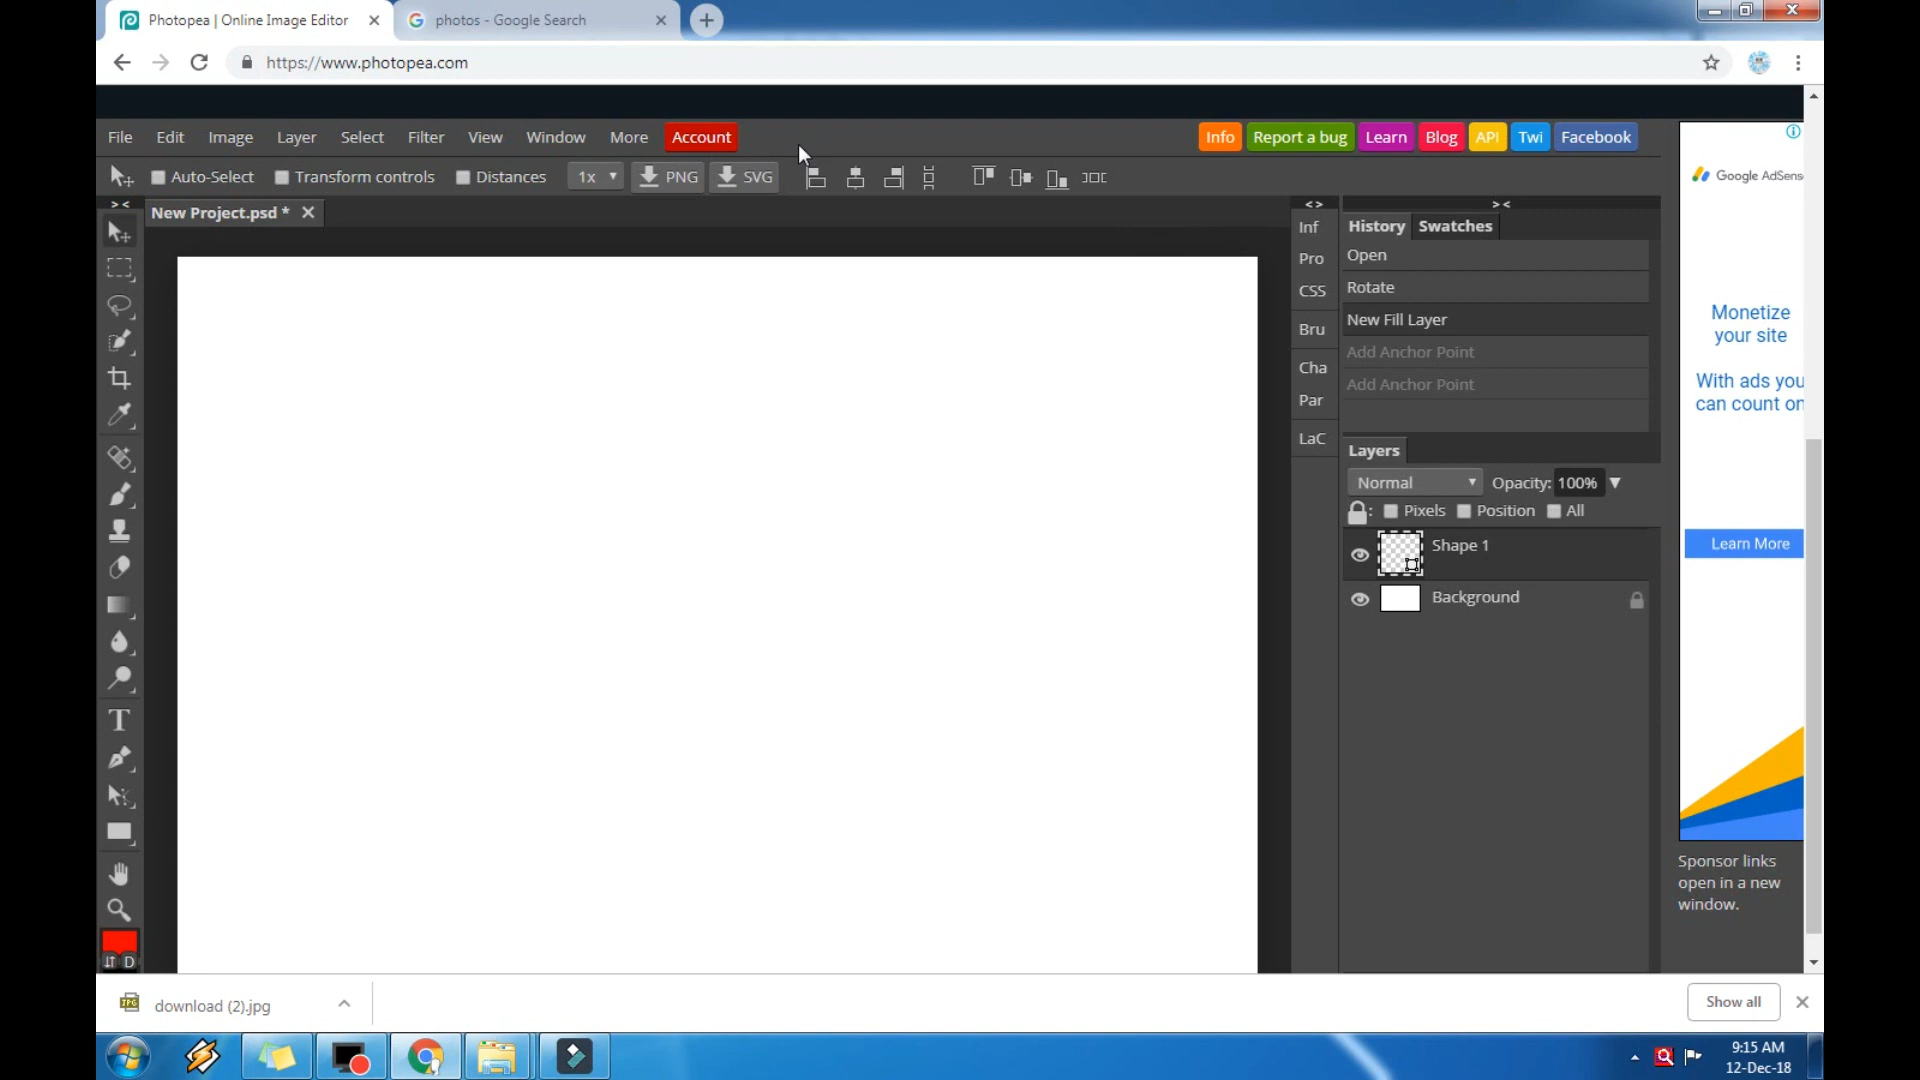 Photopea | Online Image Editor
photos - Google Search
https://www.photopea.com
File Edit Image Layer Select Filter View Window More Account
Info Report a bug Learn Blog API Twi Facebook
Auto-Select Transform controls Distances 1x PNG SVG
New Project.psd *
Inf
Pro
CSS
Bru
Cha
Par
LaC
History Swatches
Open
Rotate
New Fill Layer
Add Anchor Point
Add Anchor Point
Layers
Normal Opacity: 100%
: Pixels Position All
Shape 1
Background
D
Google AdSens
Monetize
your site
With ads you
can count on
Learn More
Sponsor links
open in a new
window.
download (2).jpg
Show all
9:15 AM
12-Dec-18